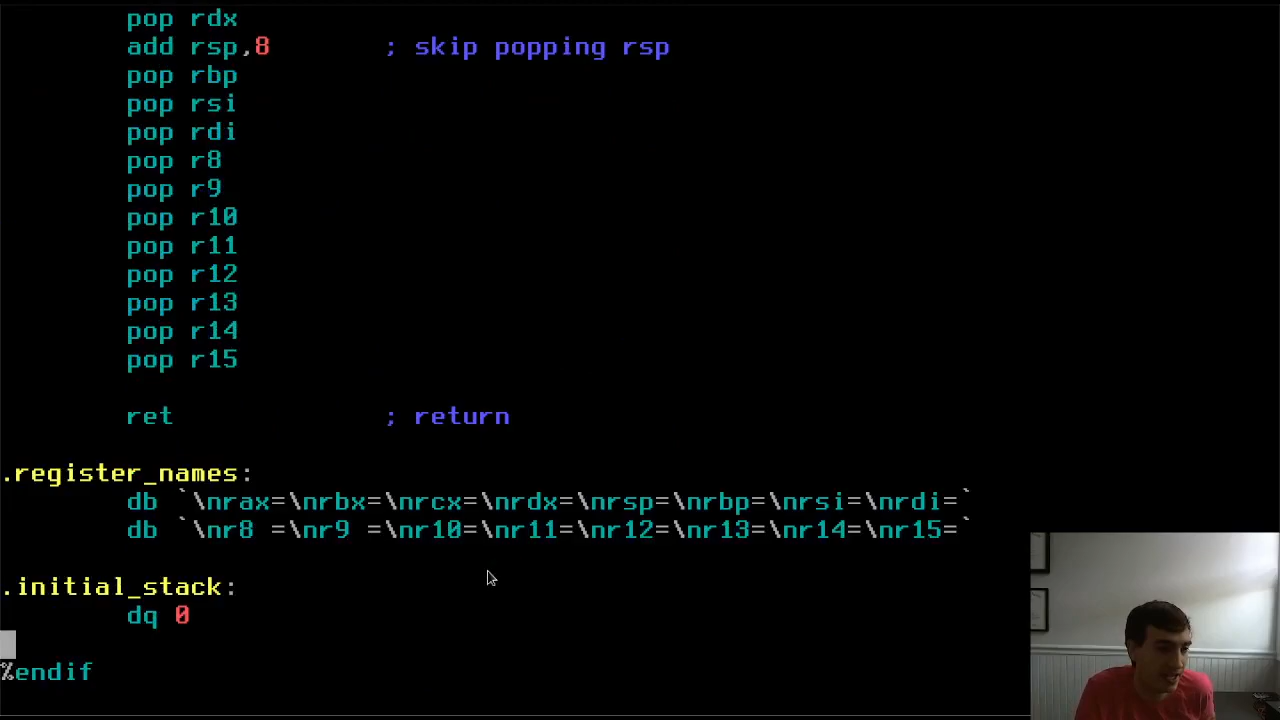 pop rdx
add rsp,8 ; skip popping rsp
pop rbp
pop rsi
pop rdi
pop r8
pop r9
pop r10
pop r11
pop r12
pop r13
pop r14
pop r15
ret ; return
.register_names:
db `\nrax=\nrbx=\nrcx=\nrdx=\nrsp=\nrbp=\nrsi=\nrdi=`
db `\nr8 =\nr9 =\nr10=\nr11=\nr12=\nr13=\nr14=\nr15=`
.initial_stack:
dq 0
%endif